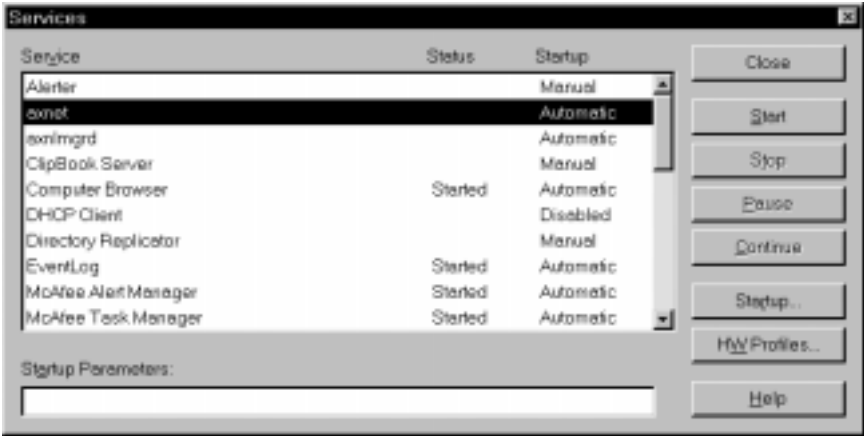 Services
Service Status Startup
Alerter Manual
axnet Automatic
axnlmgrd Automatic
ClipBook Server Manual
Computer Browser Started Automatic
DHCP Client Disabled
Directory Replicator Manual
EventLog Started Automatic
McAfee Alert Manager Started Automatic
McAfee Task Manager Started Automatic
Startup Parameters:
Close
Start
Stop
Pause
Continue
Startup...
HW Profiles...
Help